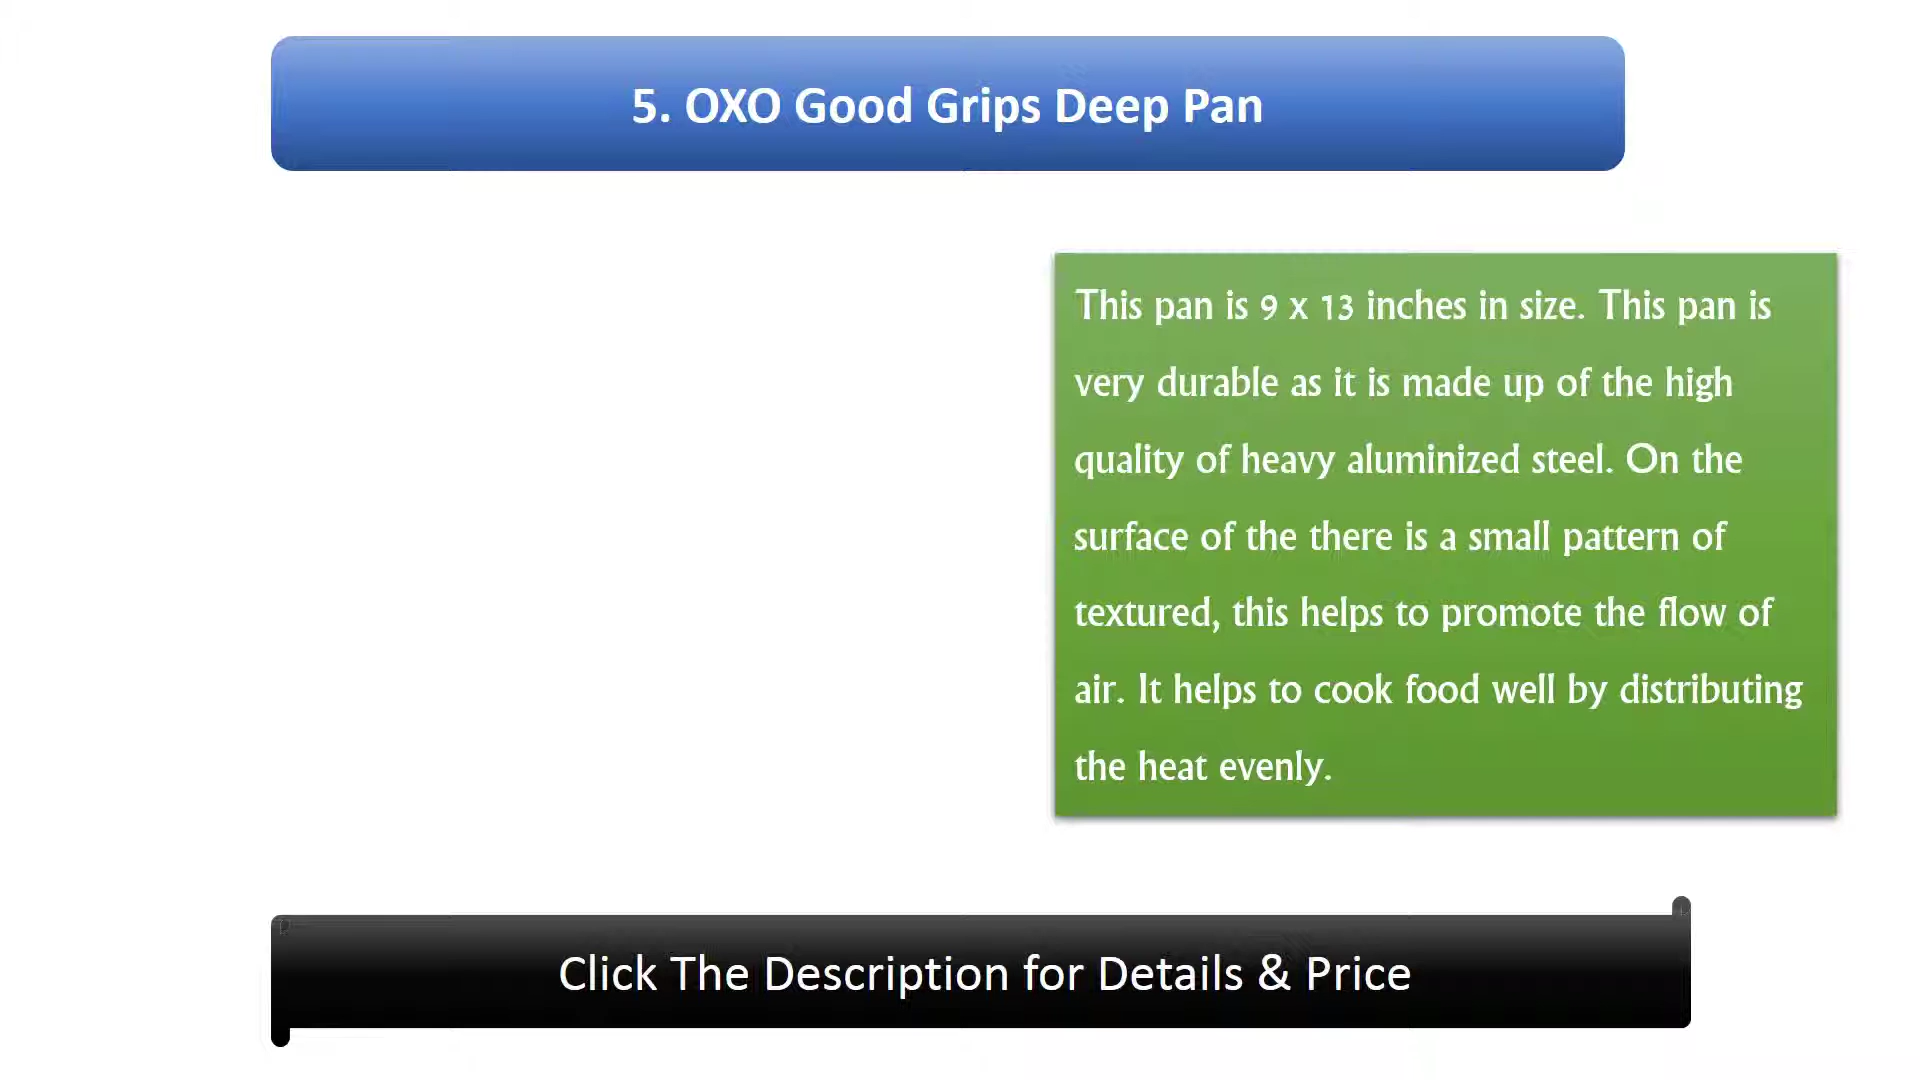 5. OXO Good Grips Deep Pan
This pan is 9 x 13 inches in size. This pan is
very durable as it is made up of the high
quality of heavy aluminized steel. On the
surface of the there is a small pattern of
textured, this helps to promote the flow of
air. It helps to cook food well by distributing
the heat evenly.
Click The Description for Details & Price